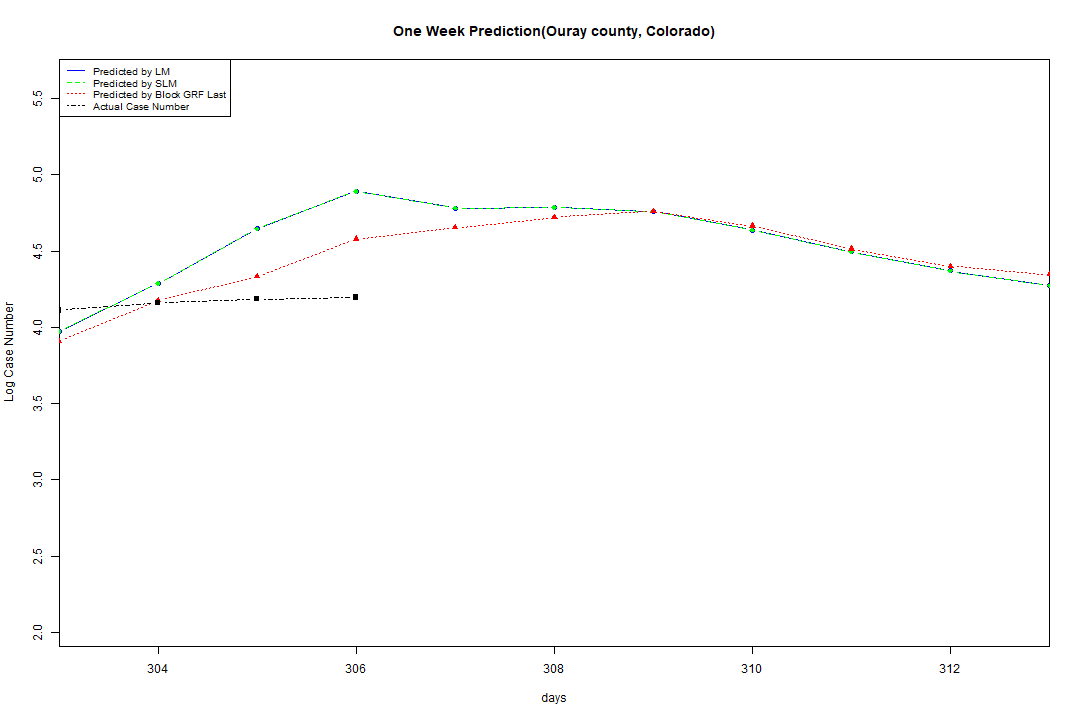 One Week Prediction(Ouray county, Colorado)
Predicted by LM
Predicted by SLM
Predicted by Block GRF Last
Actual Case Number
5.5
5.0
4.5
4.0
3.5
3.0
2.5
2.0
Log Case Number
304 306 308 310 312
days